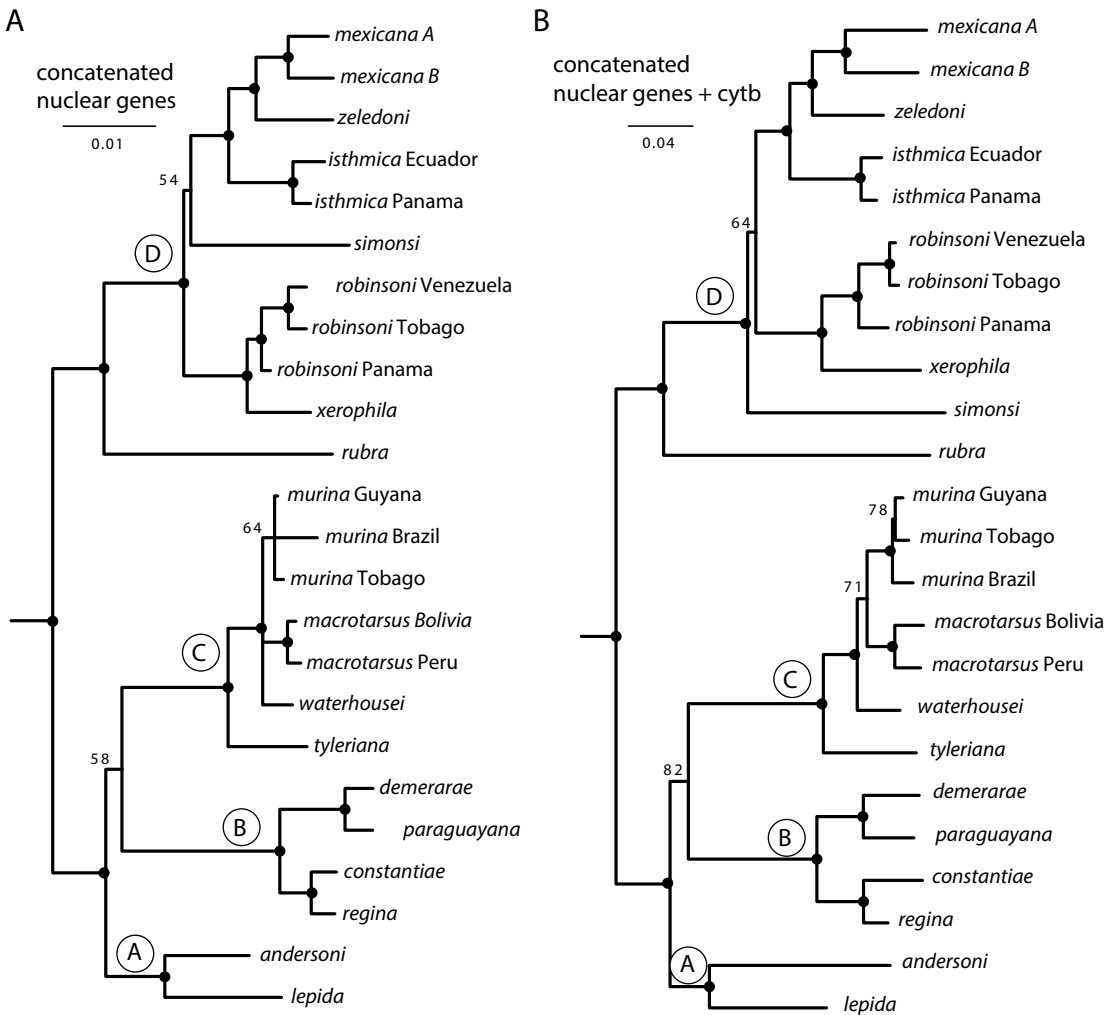 A
concatenated
nuclear genes
0.01
mexicana A
mexicana B
zeledoni
isthmica Ecuador
isthmica Panama
54
simonsi
D
robinsoni Venezuela
robinsoni Tobago
robinsoni Panama
xerophila
rubra
murina Guyana
64
murina Brazil
murina Tobago
macrotarsus Bolivia
macrotarsus Peru
C
waterhousei
tyleriana
58
demerarae
B
paraguayana
constantiae
regina
A
andersoni
lepida
B
concatenated
nuclear genes + cytb
0.04
mexicana A
mexicana B
zeledoni
isthmica Ecuador
isthmica Panama
64
robinsoni Venezuela
robinsoni Tobago
D
robinsoni Panama
xerophila
simonsi
rubra
murina Guyana
78
murina Tobago
murina Brazil
71
macrotarsus Bolivia
macrotarsus Peru
C
waterhousei
tyleriana
82
demerarae
B
paraguayana
constantiae
regina
A
andersoni
lepida